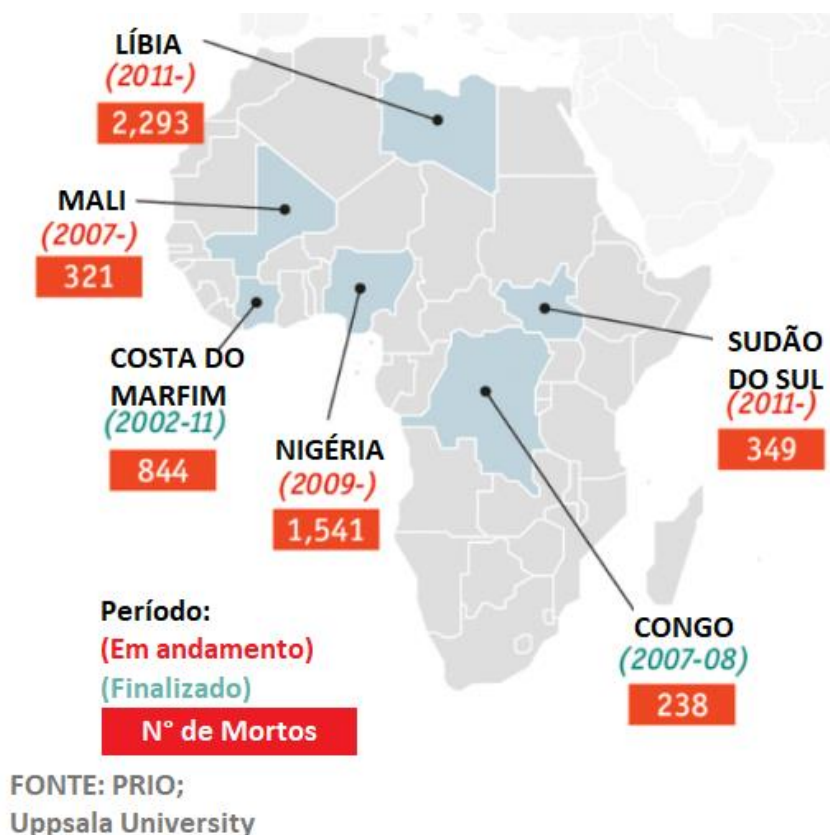 LÍBIA
(2011-)
2,293
MALI
(2007-)
321
COSTA DO
MARFIM
(2002-11)
844
NIGÉRIA
(2009-)
1,541
SUDÃO
DO SUL
(2011-)
349
CONGO
(2007-08)
238
Período:
(Em andamento)
(Finalizado)
N° de Mortos
FONTE: PRIO;
Uppsala University